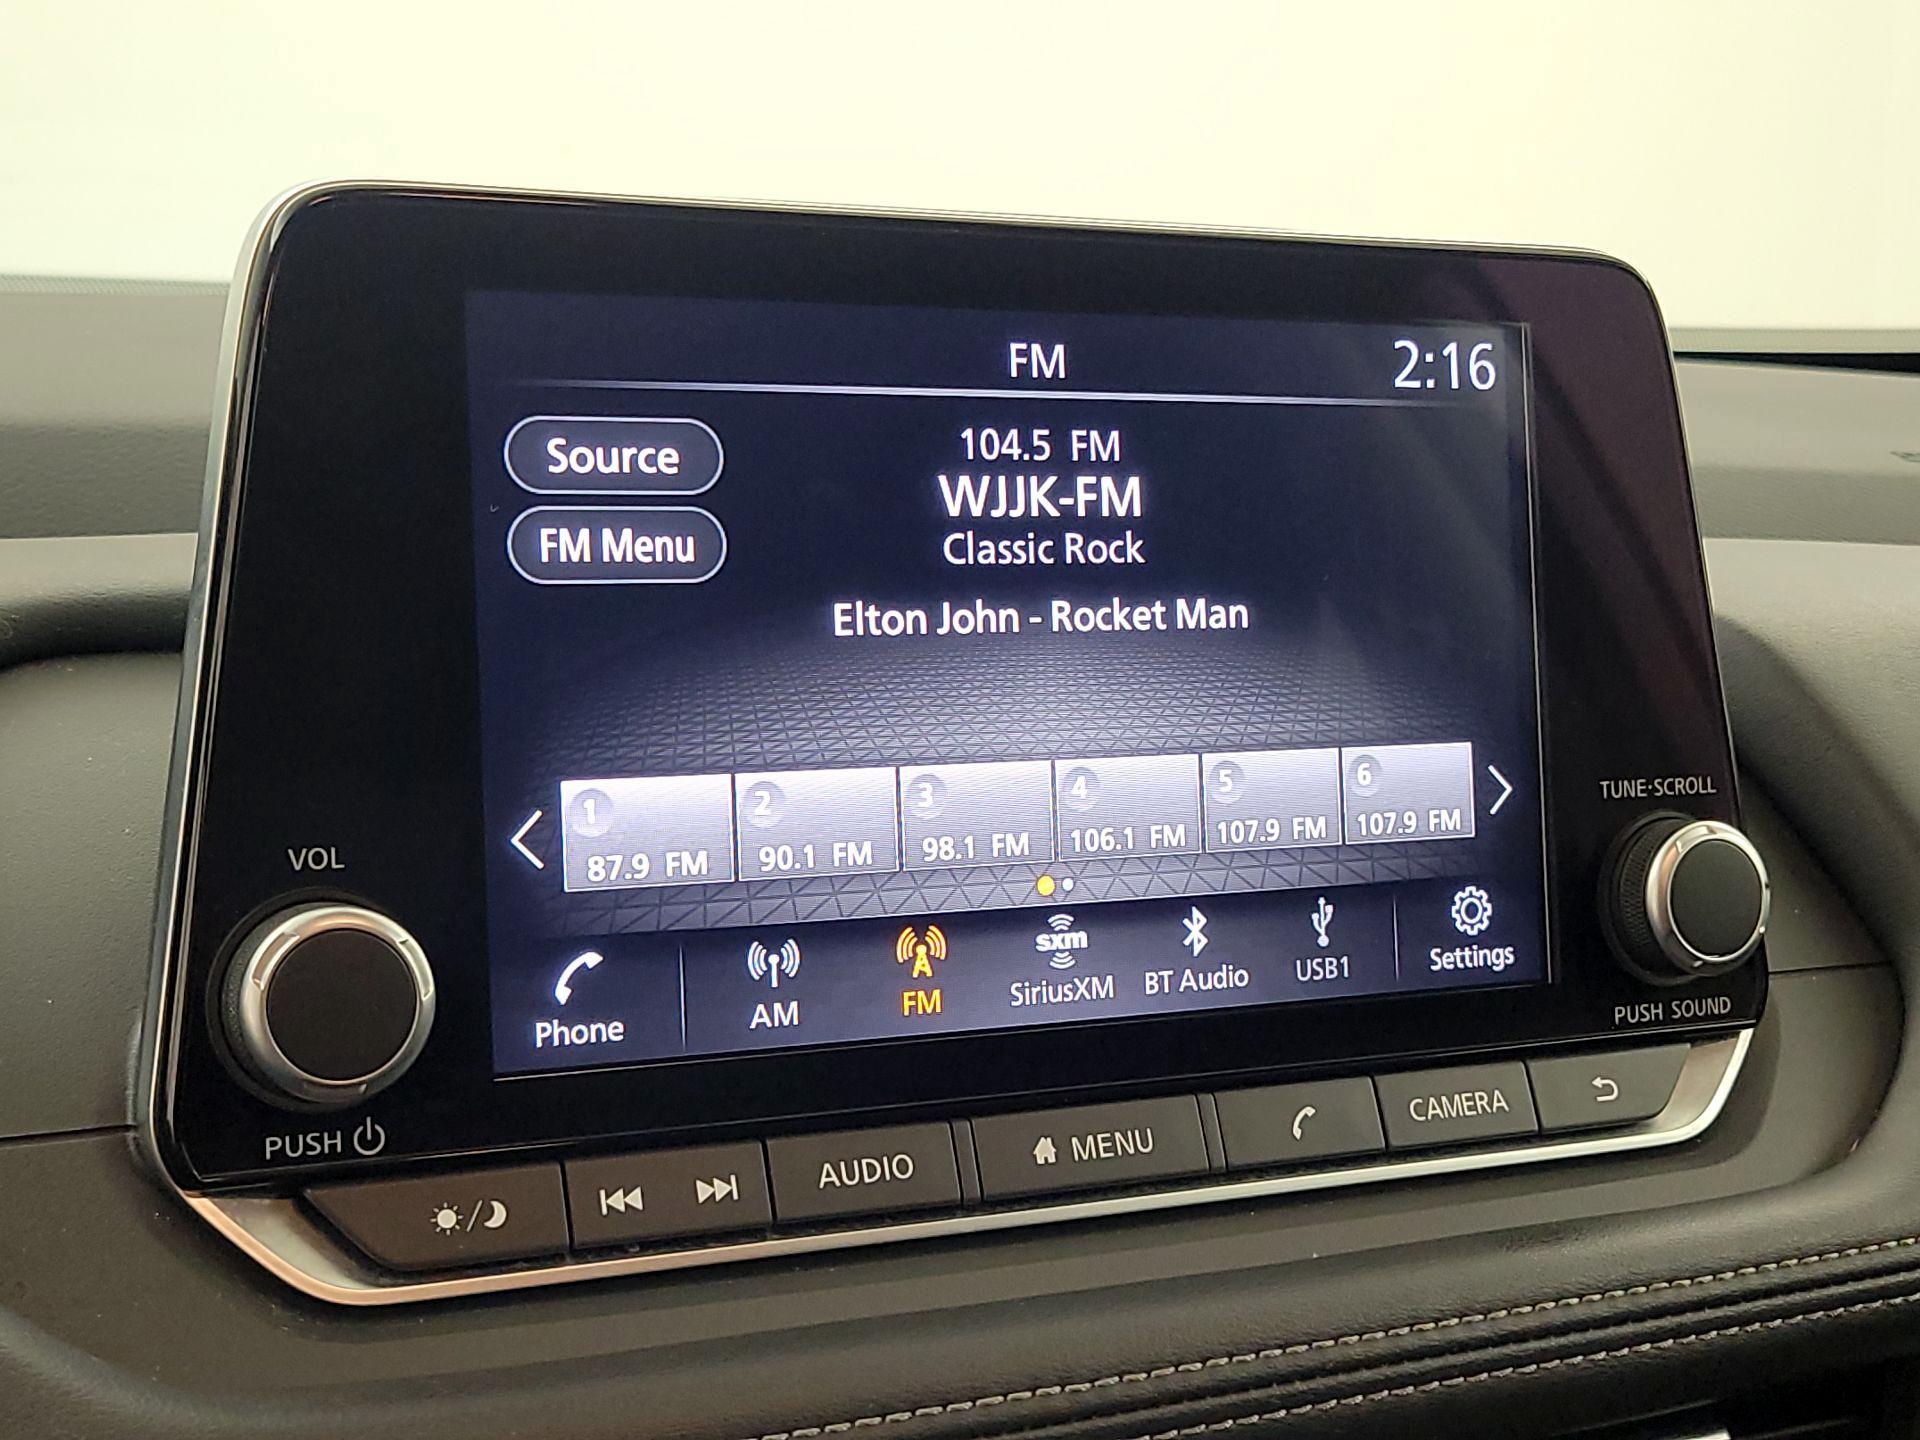 FM 2:16
Source
104.5 FM
WJJK-FM
FM Menu
Classic Rock
Elton John - Rocket Man
1 2 3 4 5 6
87.9 FM 90.1 FM 98.1 FM 106.1 FM 107.9 FM 107.9 FM
sxm
Phone AM FM SiriusXM BT Audio USB1 Settings
VOL
PUSH
TUNE·SCROLL
PUSH SOUND
AUDIO MENU CAMERA